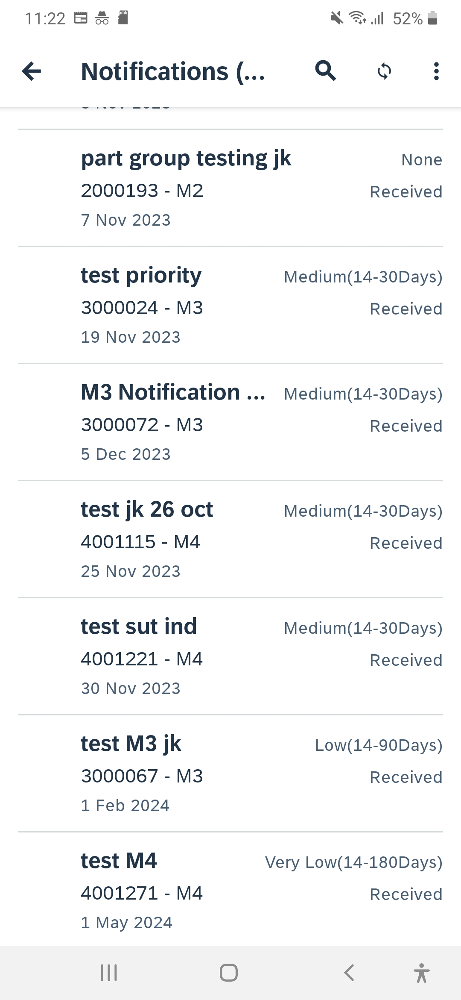 11:22
52%
Notifications (...
part group testing jk
None
2000193 - M2
Received
7 Nov 2023
test priority
Medium(14-30Days)
3000024 - M3
Received
19 Nov 2023
M3 Notification ...
Medium(14-30Days)
3000072 - M3
Received
5 Dec 2023
test jk 26 oct
Medium(14-30Days)
4001115 - M4
Received
25 Nov 2023
test sut ind
Medium(14-30Days)
4001221 - M4
Received
30 Nov 2023
test M3 jk
Low(14-90Days)
3000067 - M3
Received
1 Feb 2024
test M4
Very Low(14-180Days)
4001271 - M4
Received
1 May 2024